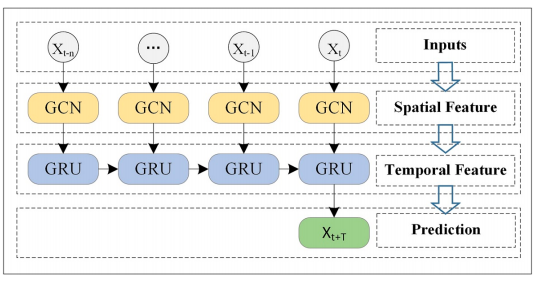 X_{t-n} ... X_{t-1} X_t Inputs
GCN GCN GCN GCN Spatial Feature
GRU GRU GRU GRU Temporal Feature
X_{t+T} Prediction